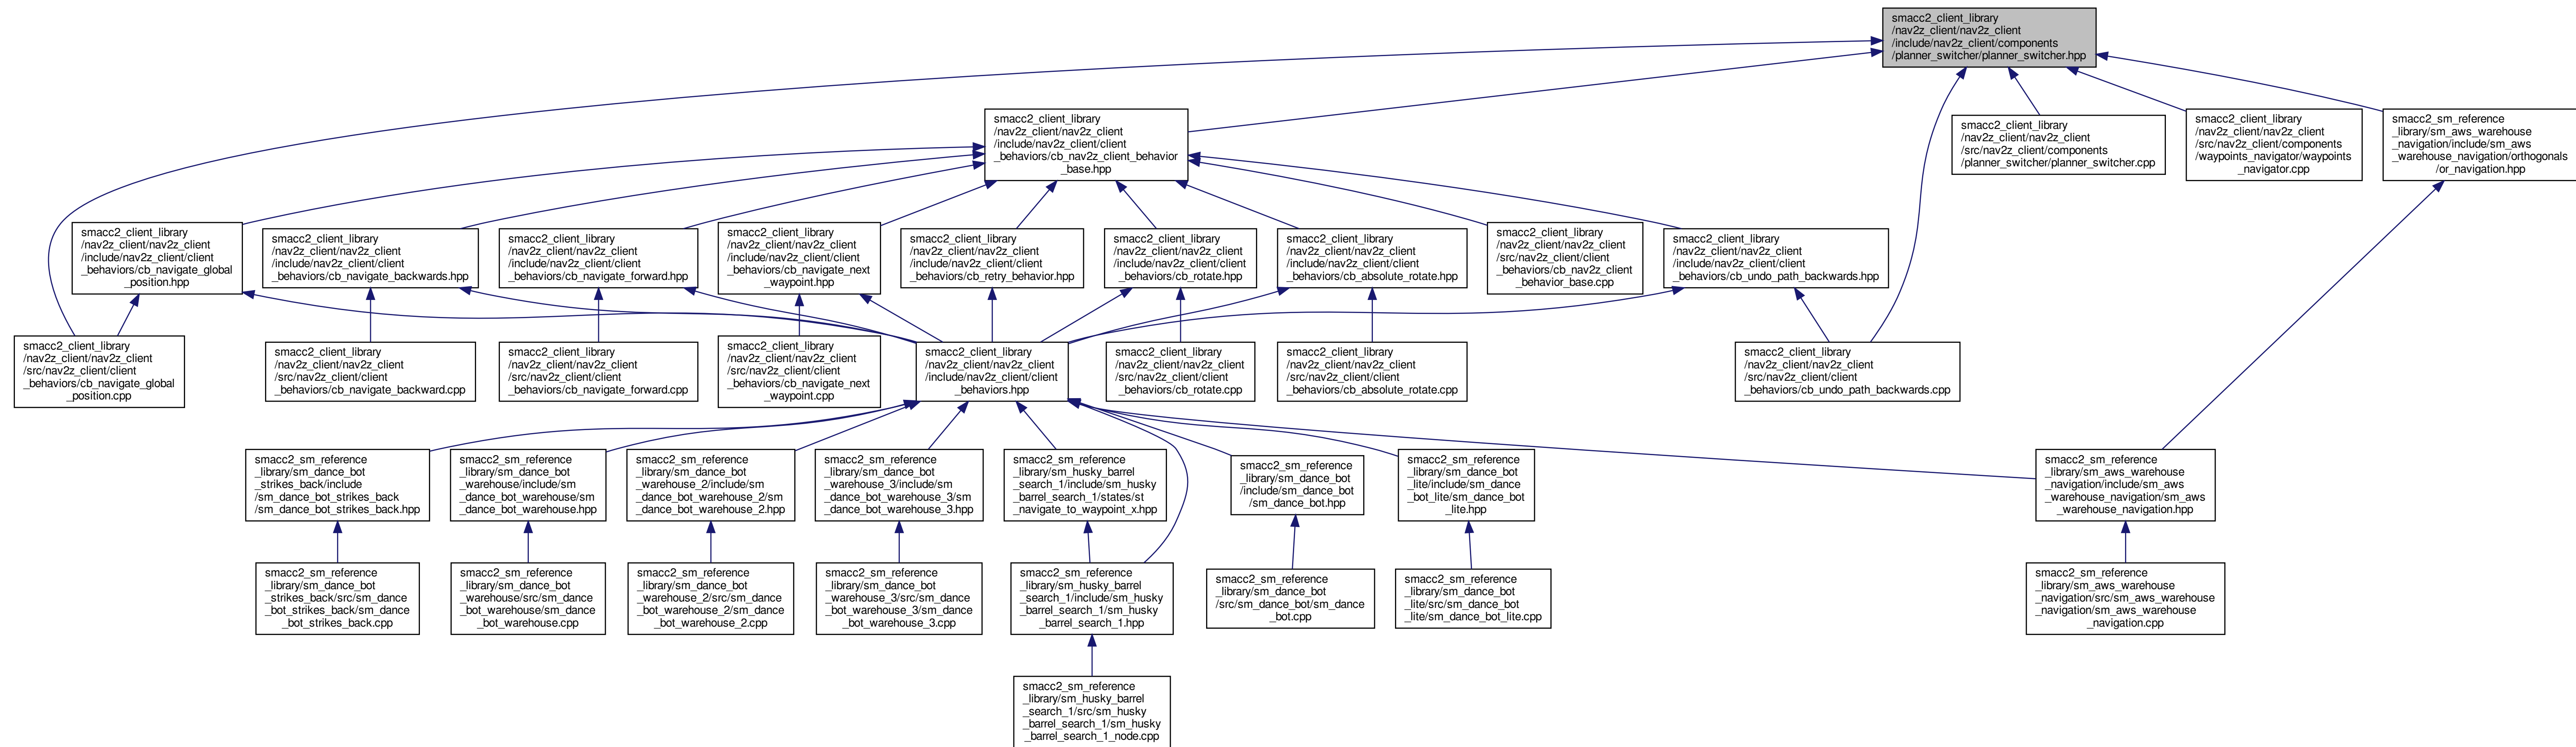 smacc2_client_library
/nav2z_client/nav2z_client
/include/nav2z_client/components
/planner_switcher/planner_switcher.hpp
smacc2_client_library
/nav2z_client/nav2z_client
/include/nav2z_client/client
_behaviors/cb_nav2z_client_behavior
_base.hpp
smacc2_client_library
/nav2z_client/nav2z_client
/src/nav2z_client/components
/planner_switcher/planner_switcher.cpp
smacc2_client_library
/nav2z_client/nav2z_client
/src/nav2z_client/components
/waypoints_navigator/waypoints
_navigator.cpp
smacc2_sm_reference
_library/sm_aws_warehouse
_navigation/include/sm_aws
_warehouse_navigation/orthogonals
/or_navigation.hpp
smacc2_client_library
/nav2z_client/nav2z_client
/include/nav2z_client/client
_behaviors/cb_navigate_global
_position.hpp
smacc2_client_library
/nav2z_client/nav2z_client
/include/nav2z_client/client
_behaviors/cb_navigate_backwards.hpp
smacc2_client_library
/nav2z_client/nav2z_client
/include/nav2z_client/client
_behaviors/cb_navigate_forward.hpp
smacc2_client_library
/nav2z_client/nav2z_client
/include/nav2z_client/client
_behaviors/cb_navigate_next
_waypoint.hpp
smacc2_client_library
/nav2z_client/nav2z_client
/include/nav2z_client/client
_behaviors/cb_retry_behavior.hpp
smacc2_client_library
/nav2z_client/nav2z_client
/include/nav2z_client/client
_behaviors/cb_rotate.hpp
smacc2_client_library
/nav2z_client/nav2z_client
/include/nav2z_client/client
_behaviors/cb_absolute_rotate.hpp
smacc2_client_library
/nav2z_client/nav2z_client
/src/nav2z_client/client
_behaviors/cb_nav2z_client
_behavior_base.cpp
smacc2_client_library
/nav2z_client/nav2z_client
/include/nav2z_client/client
_behaviors/cb_undo_path_backwards.hpp
smacc2_client_library
/nav2z_client/nav2z_client
/src/nav2z_client/client
_behaviors/cb_navigate_global
_position.cpp
smacc2_client_library
/nav2z_client/nav2z_client
/src/nav2z_client/client
_behaviors/cb_navigate_backward.cpp
smacc2_client_library
/nav2z_client/nav2z_client
/src/nav2z_client/client
_behaviors/cb_navigate_forward.cpp
smacc2_client_library
/nav2z_client/nav2z_client
/src/nav2z_client/client
_behaviors/cb_navigate_next
_waypoint.cpp
smacc2_client_library
/nav2z_client/nav2z_client
/include/nav2z_client/client
_behaviors.hpp
smacc2_client_library
/nav2z_client/nav2z_client
/src/nav2z_client/client
_behaviors/cb_rotate.cpp
smacc2_client_library
/nav2z_client/nav2z_client
/src/nav2z_client/client
_behaviors/cb_absolute_rotate.cpp
smacc2_client_library
/nav2z_client/nav2z_client
/src/nav2z_client/client
_behaviors/cb_undo_path_backwards.cpp
smacc2_sm_reference
_library/sm_dance_bot
_strikes_back/include
/sm_dance_bot_strikes_back
/sm_dance_bot_strikes_back.hpp
smacc2_sm_reference
_library/sm_dance_bot
_warehouse/include/sm
_dance_bot_warehouse/sm
_dance_bot_warehouse.hpp
smacc2_sm_reference
_library/sm_dance_bot
_warehouse_2/include/sm
_dance_bot_warehouse_2/sm
_dance_bot_warehouse_2.hpp
smacc2_sm_reference
_library/sm_dance_bot
_warehouse_3/include/sm
_dance_bot_warehouse_3/sm
_dance_bot_warehouse_3.hpp
smacc2_sm_reference
_library/sm_husky_barrel
_search_1/include/sm_husky
_barrel_search_1/states/st
_navigate_to_waypoint_x.hpp
smacc2_sm_reference
_library/sm_dance_bot
/include/sm_dance_bot
/sm_dance_bot.hpp
smacc2_sm_reference
_library/sm_dance_bot
_lite/include/sm_dance
_bot_lite/sm_dance_bot
_lite.hpp
smacc2_sm_reference
_library/sm_aws_warehouse
_navigation/include/sm_aws
_warehouse_navigation/sm_aws
_warehouse_navigation.hpp
smacc2_sm_reference
_library/sm_dance_bot
_strikes_back/src/sm_dance
_bot_strikes_back/sm_dance
_bot_strikes_back.cpp
smacc2_sm_reference
_library/sm_dance_bot
_warehouse/src/sm_dance
_bot_warehouse/sm_dance
_bot_warehouse.cpp
smacc2_sm_reference
_library/sm_dance_bot
_warehouse_2/src/sm_dance
_bot_warehouse_2/sm_dance
_bot_warehouse_2.cpp
smacc2_sm_reference
_library/sm_dance_bot
_warehouse_3/src/sm_dance
_bot_warehouse_3/sm_dance
_bot_warehouse_3.cpp
smacc2_sm_reference
_library/sm_husky_barrel
_search_1/include/sm_husky
_barrel_search_1/sm_husky
_barrel_search_1.hpp
smacc2_sm_reference
_library/sm_dance_bot
/src/sm_dance_bot/sm_dance
_bot.cpp
smacc2_sm_reference
_library/sm_dance_bot
_lite/src/sm_dance_bot
_lite/sm_dance_bot_lite.cpp
smacc2_sm_reference
_library/sm_aws_warehouse
_navigation/src/sm_aws_warehouse
_navigation/sm_aws_warehouse
_navigation.cpp
smacc2_sm_reference
_library/sm_husky_barrel
_search_1/src/sm_husky
_barrel_search_1/sm_husky
_barrel_search_1_node.cpp